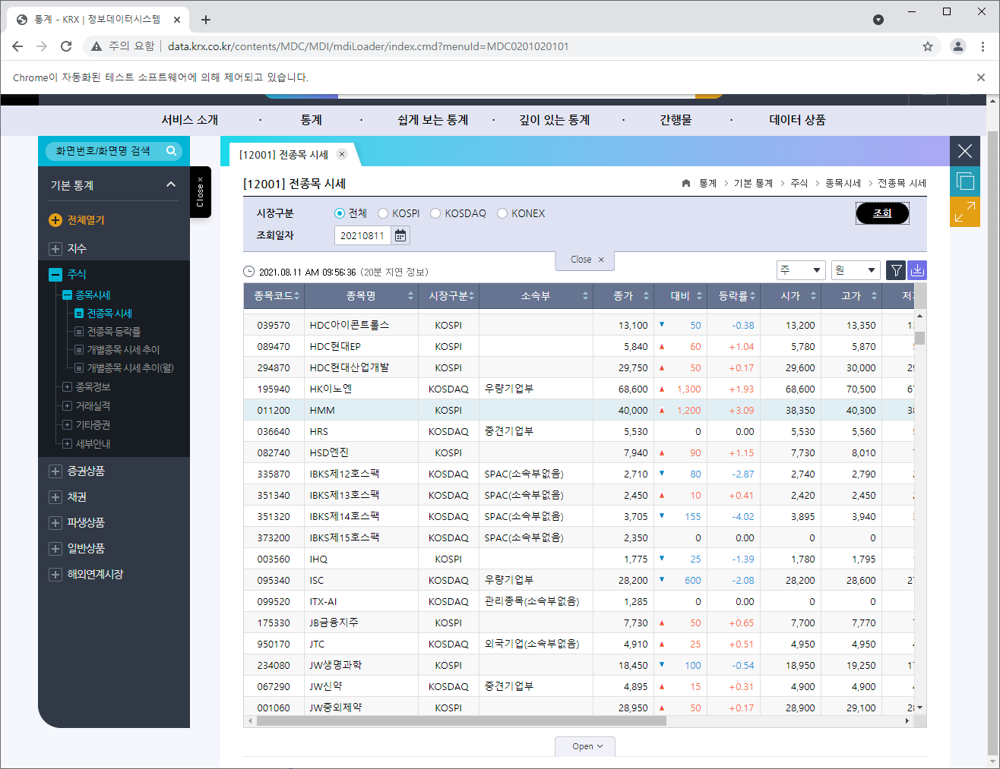 통계 - KRX | 정보데이터시스템
주의 요함 | data.krx.co.kr/contents/MDC/MDI/mdiLoader/index.cmd?menuId=MDC0201020101
Chrome이 자동화된 테스트 소프트웨어에 의해 제어되고 있습니다.
서비스 소개 · 통계 · 쉽게 보는 통계 · 깊이 있는 통계 · 간행물 · 데이터 상품
화면번호/화면명 검색
기본 통계
Close ×
전체열기
지수
주식
종목시세
전종목 시세
전종목 등락률
개별종목 시세 추이
개별종목 시세 추이(월)
종목정보
거래실적
기타증권
세부안내
증권상품
채권
파생상품
일반상품
해외연계시장
[12001] 전종목 시세
[12001] 전종목 시세
통계 > 기본 통계 > 주식 > 종목시세 > 전종목 시세
시장구분 전체 KOSPI KOSDAQ KONEX 조회
조회일자 20210811
Close ×
2021.08.11 AM 09:56:36 (20분 지연 정보) 주 원
종목코드 종목명 시장구분 소속부 종가 대비 등락률 시가 고가
039570 HDC아이콘트롤스 KOSPI 13,100 ▼ 50 -0.38 13,200 13,350
089470 HDC현대EP KOSPI 5,840 ▲ 60 +1.04 5,780 5,870
294870 HDC현대산업개발 KOSPI 29,750 ▲ 50 +0.17 29,600 30,000
195940 HK이노엔 KOSDAQ 우량기업부 68,600 ▲ 1,300 +1.93 68,600 70,500
011200 HMM KOSPI 40,000 ▲ 1,200 +3.09 38,350 40,300
036640 HRS KOSDAQ 중견기업부 5,530 0 0.00 5,530 5,560
082740 HSD엔진 KOSPI 7,940 ▲ 90 +1.15 7,730 8,010
335870 IBKS제12호스팩 KOSDAQ SPAC(소속부없음) 2,710 ▼ 80 -2.87 2,740 2,790
351340 IBKS제13호스팩 KOSDAQ SPAC(소속부없음) 2,450 ▲ 10 +0.41 2,420 2,450
351320 IBKS제14호스팩 KOSDAQ SPAC(소속부없음) 3,705 ▼ 155 -4.02 3,895 3,940
373200 IBKS제15호스팩 KOSDAQ SPAC(소속부없음) 2,350 0 0.00 0 0
003560 IHQ KOSPI 1,775 ▼ 25 -1.39 1,780 1,795
095340 ISC KOSDAQ 우량기업부 28,200 ▼ 600 -2.08 28,200 28,600
099520 ITX-AI KOSDAQ 관리종목(소속부없음) 1,285 0 0.00 0 0
175330 JB금융지주 KOSPI 7,730 ▲ 50 +0.65 7,700 7,770
950170 JTC KOSDAQ 외국기업(소속부없음) 4,910 ▲ 25 +0.51 4,950 4,950
234080 JW생명과학 KOSPI 18,450 ▼ 100 -0.54 18,950 19,250
067290 JW신약 KOSDAQ 중견기업부 4,895 ▲ 15 +0.31 4,900 4,900
001060 JW중외제약 KOSPI 28,950 ▲ 50 +0.17 28,900 29,100
Open